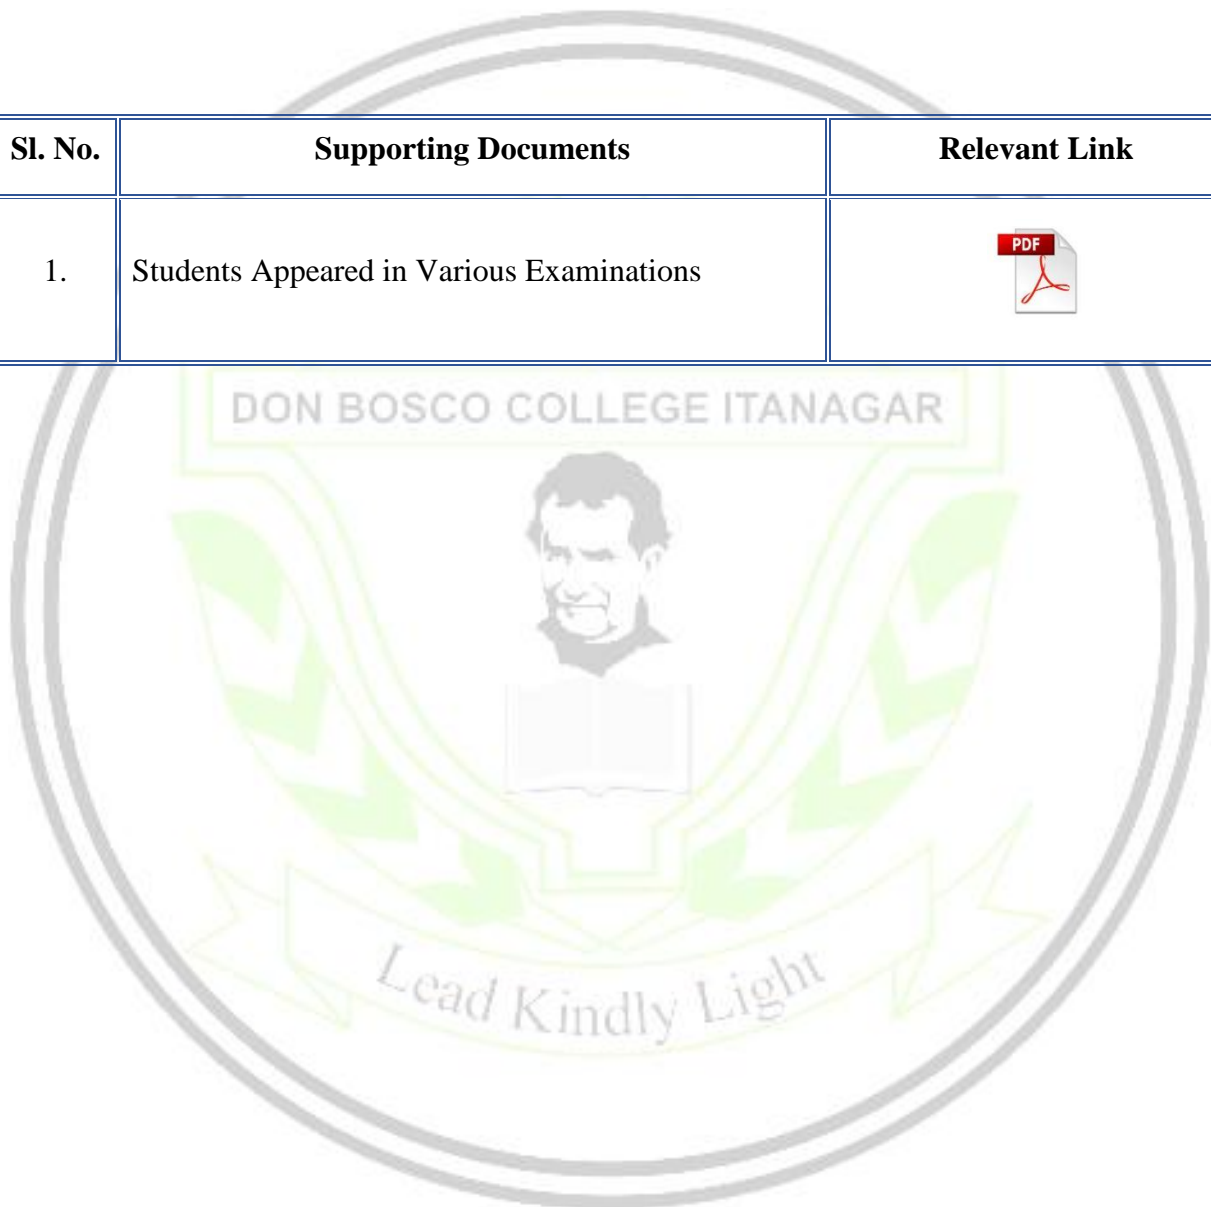 Sl. No. Supporting Documents Relevant Link
1. Students Appeared in Various Examinations PDF
DON BOSCO COLLEGE ITANAGAR
Lead Kindly Light